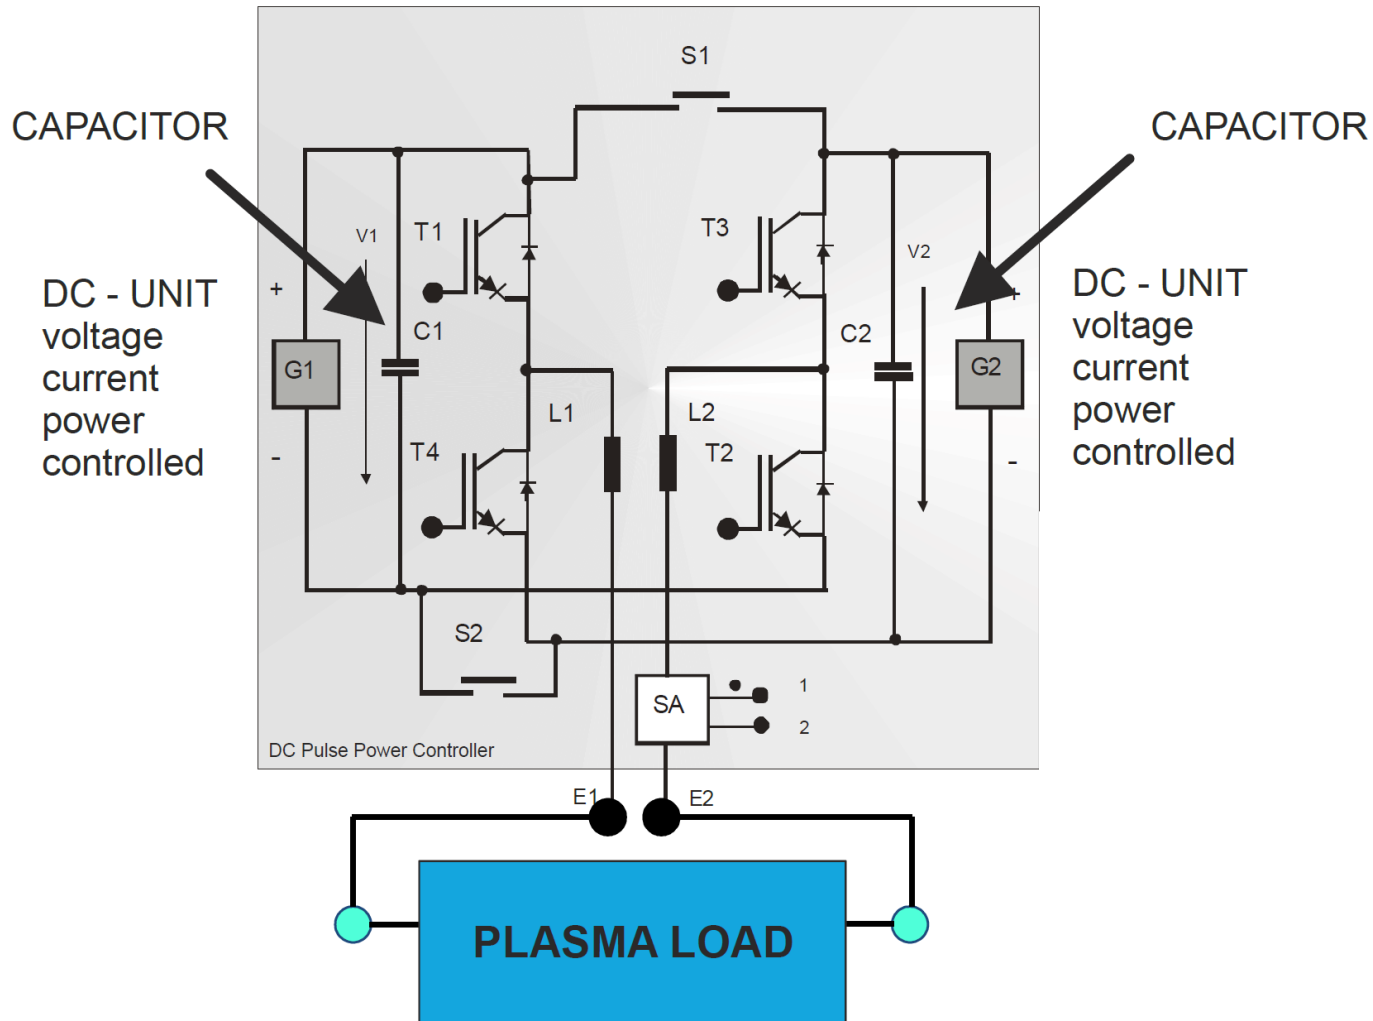 S1
CAPACITOR
CAPACITOR
T1
T3
V1
V2
DC - UNIT
voltage
current
power
controlled
+
C1
C2
+
DC - UNIT
voltage
current
power
controlled
G1
G2
L1
L2
T4
T2
-
-
S2
SA
1
2
DC Pulse Power Controller
E1
E2
PLASMA LOAD